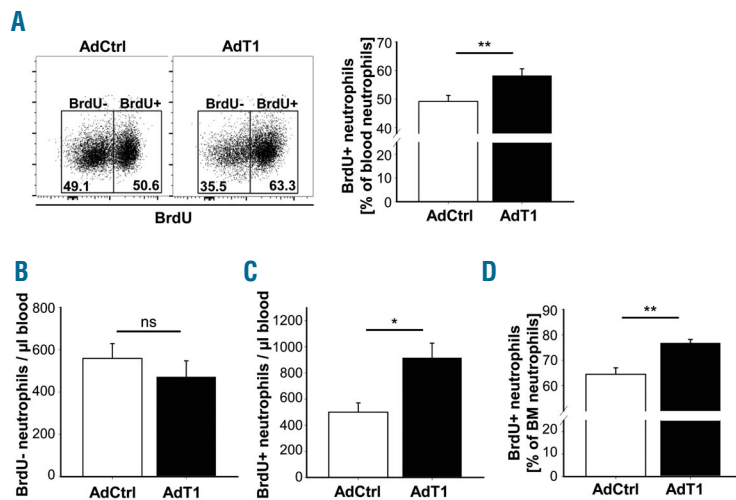 A
AdCtrl
AdT1
BrdU-
BrdU+
BrdU-
BrdU+
49.1
50.6
35.5
63.3
BrdU
BrdU+ neutrophils
[% of blood neutrophils]
70
60
50
20
10
0
**
AdCtrl
AdT1
B
BrdU- neutrophils / µl blood
800
600
400
200
0
ns
AdCtrl
AdT1
C
BrdU+ neutrophils / µl blood
1200
1000
800
600
400
200
0
*
AdCtrl
AdT1
D
BrdU+ neutrophils
[% of BM neutrophils]
90
80
70
60
20
10
0
**
AdCtrl
AdT1